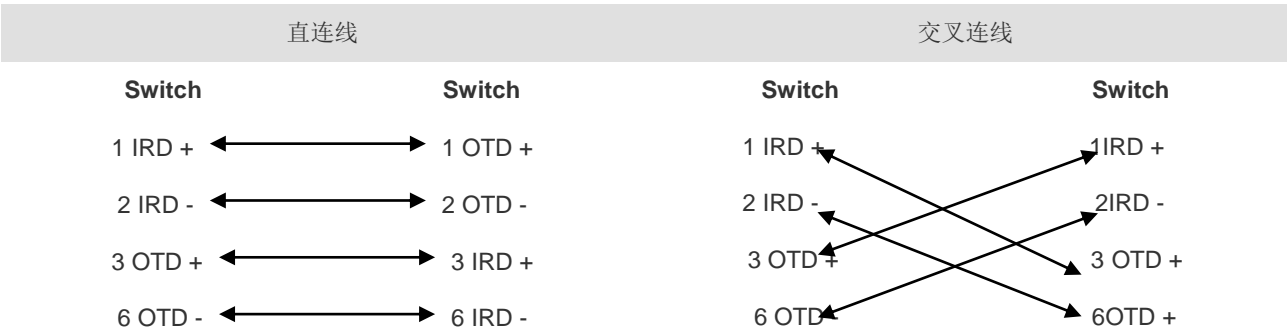 直连线 交叉连线
Switch Switch Switch Switch
1 IRD + 1 OTD + 1 IRD + 1IRD +
2 IRD - 2 OTD - 2 IRD - 2IRD -
3 OTD + 3 IRD + 3 OTD + 3 OTD +
6 OTD - 6 IRD - 6 OTD - 6OTD +